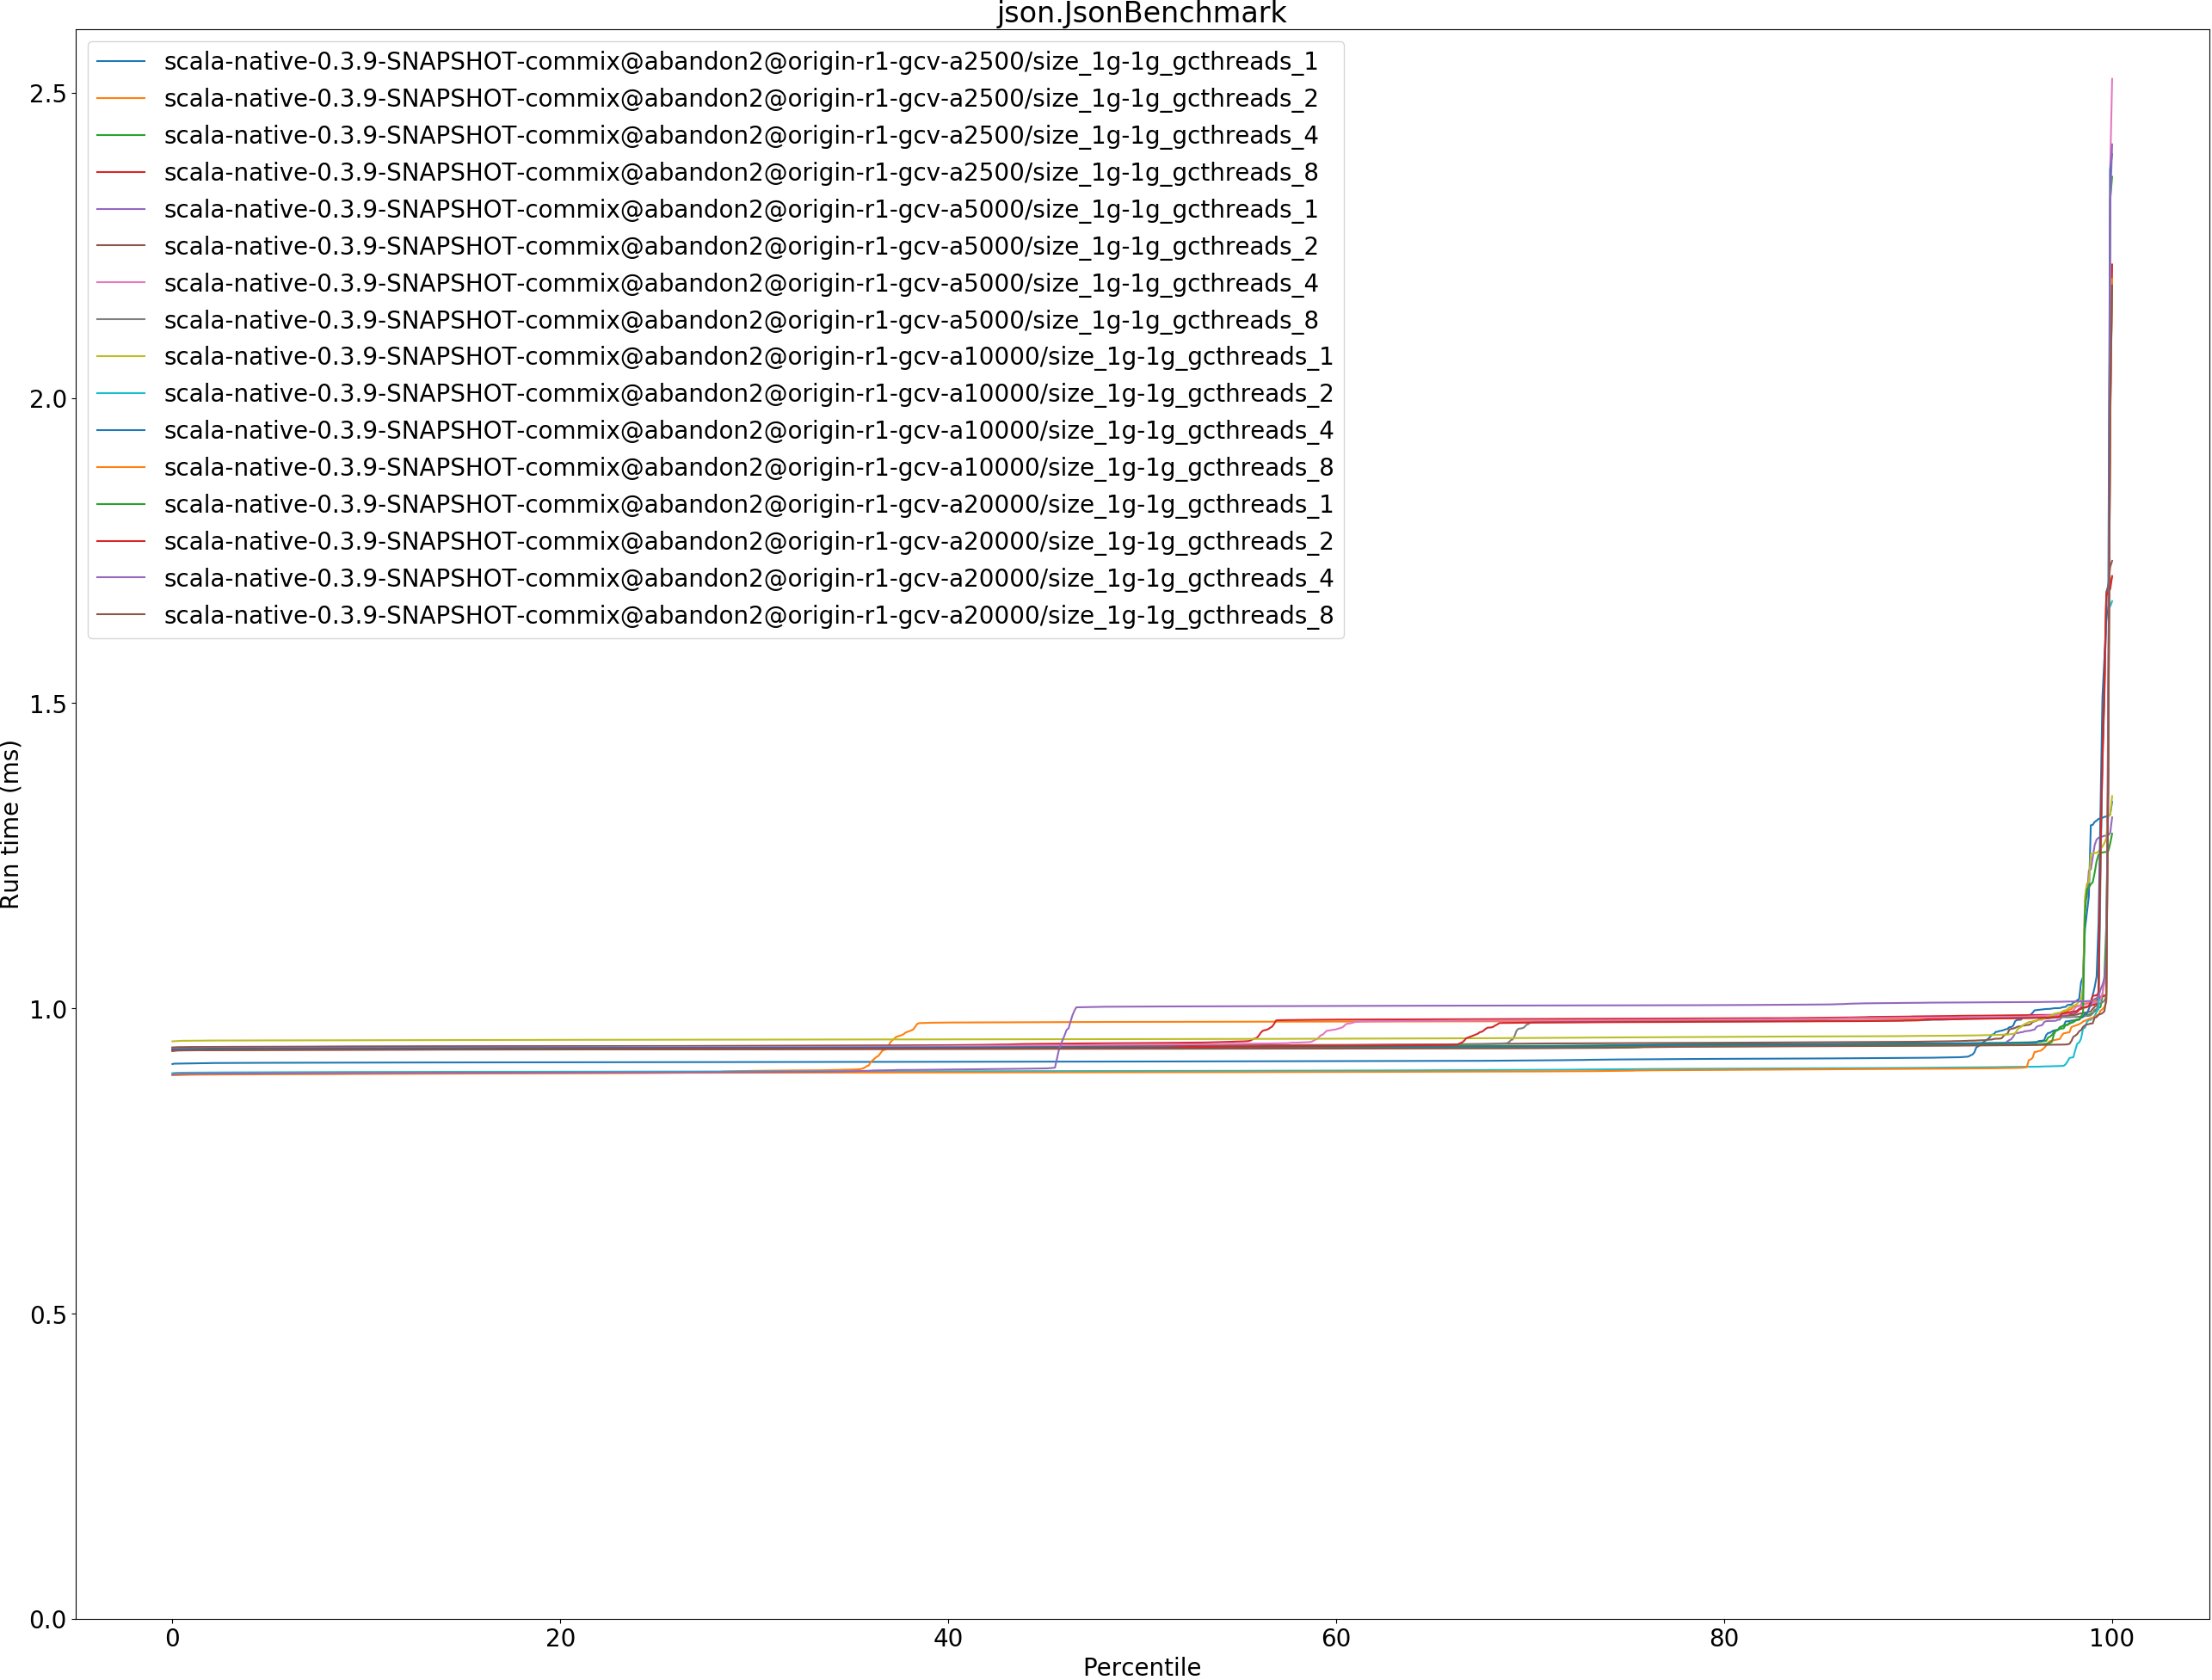 json.JsonBenchmark
scala-native-0.3.9-SNAPSHOT-commix@abandon2@origin-r1-gcv-a2500/size_1g-1g_gcthreads_1
scala-native-0.3.9-SNAPSHOT-commix@abandon2@origin-r1-gcv-a2500/size_1g-1g_gcthreads_2
scala-native-0.3.9-SNAPSHOT-commix@abandon2@origin-r1-gcv-a2500/size_1g-1g_gcthreads_4
scala-native-0.3.9-SNAPSHOT-commix@abandon2@origin-r1-gcv-a2500/size_1g-1g_gcthreads_8
scala-native-0.3.9-SNAPSHOT-commix@abandon2@origin-r1-gcv-a5000/size_1g-1g_gcthreads_1
scala-native-0.3.9-SNAPSHOT-commix@abandon2@origin-r1-gcv-a5000/size_1g-1g_gcthreads_2
scala-native-0.3.9-SNAPSHOT-commix@abandon2@origin-r1-gcv-a5000/size_1g-1g_gcthreads_4
scala-native-0.3.9-SNAPSHOT-commix@abandon2@origin-r1-gcv-a5000/size_1g-1g_gcthreads_8
scala-native-0.3.9-SNAPSHOT-commix@abandon2@origin-r1-gcv-a10000/size_1g-1g_gcthreads_1
scala-native-0.3.9-SNAPSHOT-commix@abandon2@origin-r1-gcv-a10000/size_1g-1g_gcthreads_2
scala-native-0.3.9-SNAPSHOT-commix@abandon2@origin-r1-gcv-a10000/size_1g-1g_gcthreads_4
scala-native-0.3.9-SNAPSHOT-commix@abandon2@origin-r1-gcv-a10000/size_1g-1g_gcthreads_8
scala-native-0.3.9-SNAPSHOT-commix@abandon2@origin-r1-gcv-a20000/size_1g-1g_gcthreads_1
scala-native-0.3.9-SNAPSHOT-commix@abandon2@origin-r1-gcv-a20000/size_1g-1g_gcthreads_2
scala-native-0.3.9-SNAPSHOT-commix@abandon2@origin-r1-gcv-a20000/size_1g-1g_gcthreads_4
scala-native-0.3.9-SNAPSHOT-commix@abandon2@origin-r1-gcv-a20000/size_1g-1g_gcthreads_8
2.5
2.0
1.5
1.0
0.5
0.0
Run time (ms)
0 20 40 60 80 100
Percentile